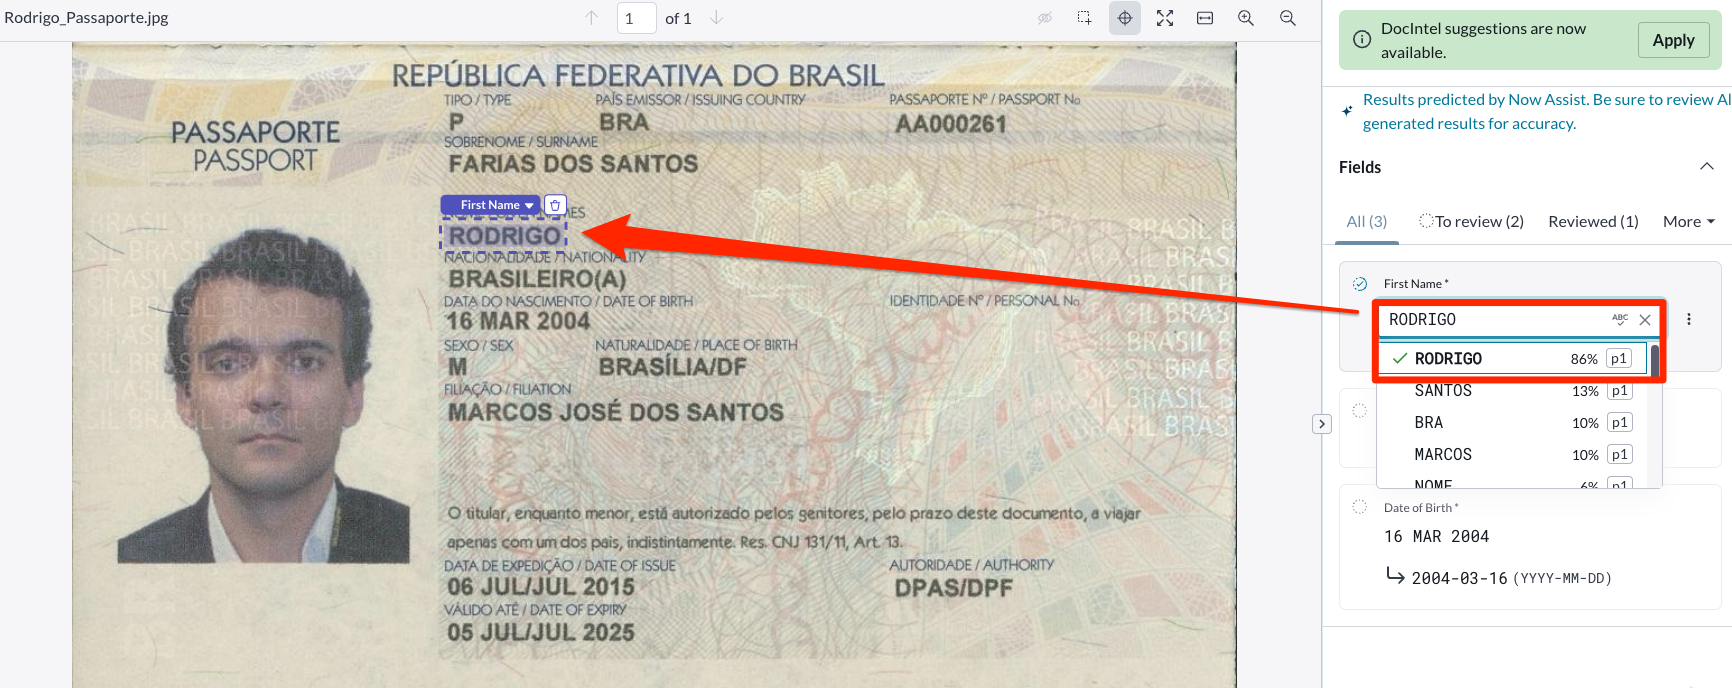 Rodrigo_Passaporte.jpg
1 of 1
REPÚBLICA FEDERATIVA DO BRASIL
PASSAPORTE
PASSPORT
TIPO / TYPE
PAÍS EMISSOR / ISSUING COUNTRY
PASSAPORTE Nº / PASSPORT No
P
BRA
AA000261
SOBRENOME / SURNAME
FARIAS DOS SANTOS
First Name
RODRIGO
NACIONALIDADE / NATIONALITY
BRASILEIRO(A)
DATA DO NASCIMENTO / DATE OF BIRTH
IDENTIDADE Nº / PERSONAL No
16 MAR 2004
SEXO / SEX
NATURALIDADE / PLACE OF BIRTH
M
BRASÍLIA/DF
FILIAÇÃO / FILIATION
MARCOS JOSÉ DOS SANTOS
O titular, enquanto menor, está autorizado pelos genitores, pelo prazo deste documento, a viajar
apenas com um dos pais, indistintamente. Res. CNJ 131/11, Art. 13.
DATA DE EXPEDIÇÃO / DATE OF ISSUE
AUTORIDADE / AUTHORITY
06 JUL/JUL 2015
DPAS/DPF
VÁLIDO ATÉ / DATE OF EXPIRY
05 JUL/JUL 2025
DocIntel suggestions are now
available.
Apply
Results predicted by Now Assist. Be sure to review AI
generated results for accuracy.
Fields
All (3)
To review (2)
Reviewed (1)
More
First Name *
RODRIGO
ABC
RODRIGO 86% p1
SANTOS 13% p1
BRA 10% p1
MARCOS 10% p1
NOME 6% p1
Date of Birth *
16 MAR 2004
2004-03-16 (YYYY-MM-DD)